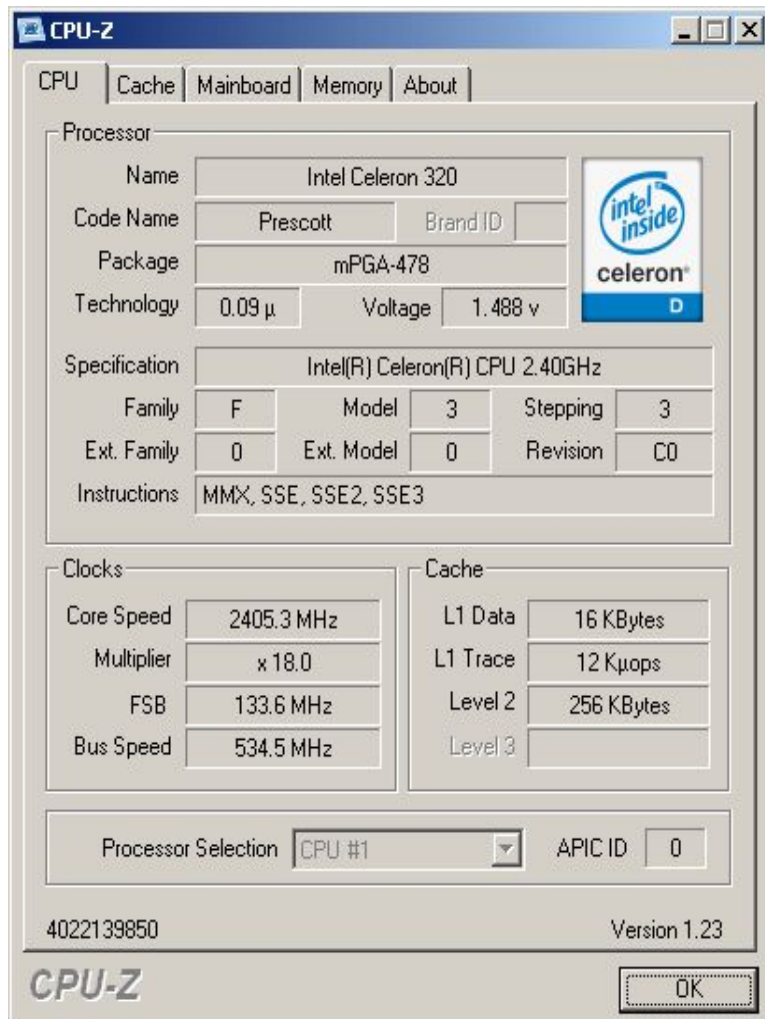 CPU-Z
CPU Cache Mainboard Memory About
Processor
Name Intel Celeron 320
Code Name Prescott Brand ID
Package mPGA-478
Technology 0.09 µ Voltage 1.488 v
intel inside
celeron®
D
Specification Intel(R) Celeron(R) CPU 2.40GHz
Family F Model 3 Stepping 3
Ext. Family 0 Ext. Model 0 Revision C0
Instructions MMX, SSE, SSE2, SSE3
Clocks
Core Speed 2405.3 MHz
Multiplier x 18.0
FSB 133.6 MHz
Bus Speed 534.5 MHz
Cache
L1 Data 16 KBytes
L1 Trace 12 Kµops
Level 2 256 KBytes
Level 3
Processor Selection CPU #1 APIC ID 0
4022139850 Version 1.23
CPU-Z OK